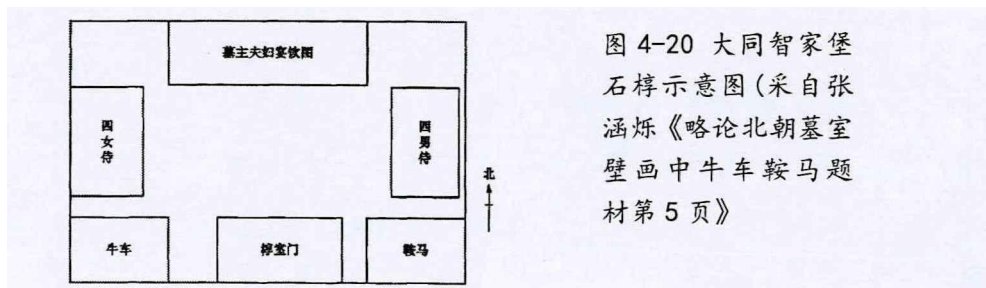 墓主夫妇宴饮图
四女侍
四男侍
北
牛车
椁室门
鞍马
图 4-20 大同智家堡
石椁示意图(采自张
涵烁《略论北朝墓室
壁画中牛车鞍马题
材第 5 页》